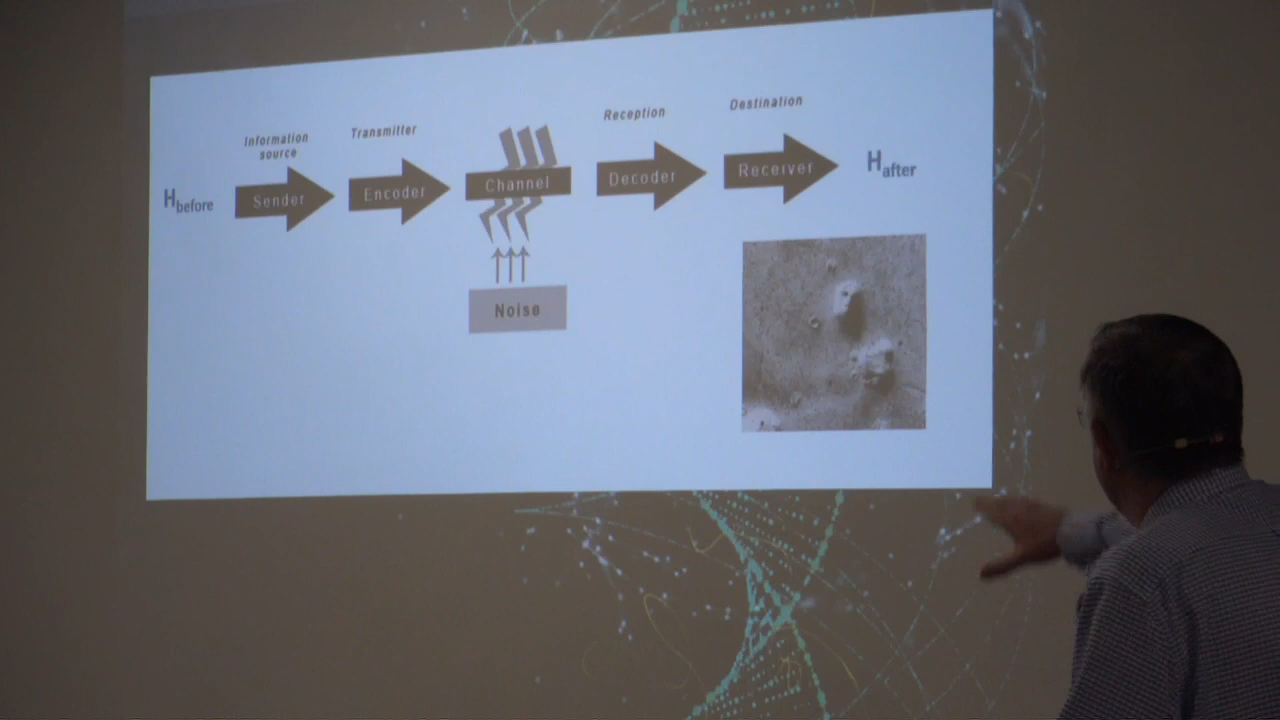 Information
source
Transmitter
Reception
Destination
H before
Sender
Encoder
Channel
Decoder
Receiver
H after
Noise